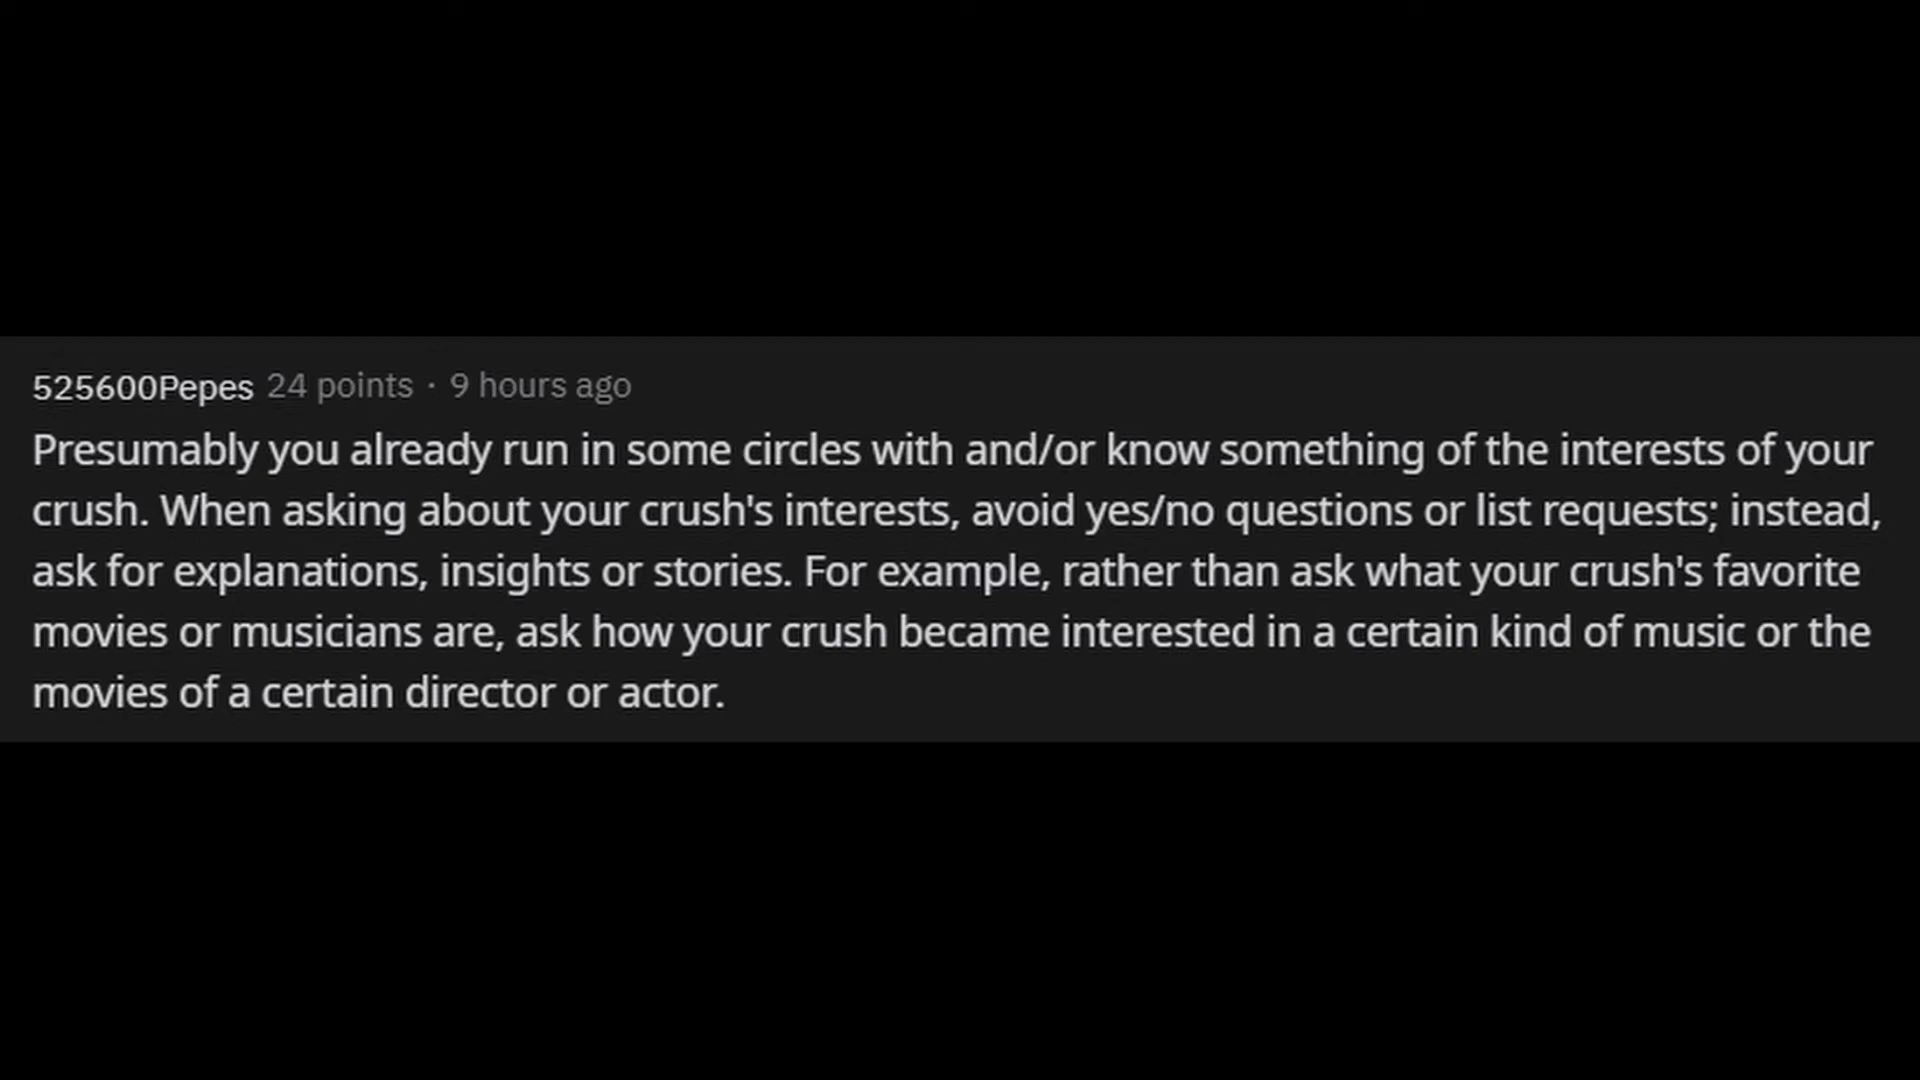 525600Pepes 24 points · 9 hours ago
Presumably you already run in some circles with and/or know something of the interests of your
crush. When asking about your crush's interests, avoid yes/no questions or list requests; instead,
ask for explanations, insights or stories. For example, rather than ask what your crush's favorite
movies or musicians are, ask how your crush became interested in a certain kind of music or the
movies of a certain director or actor.